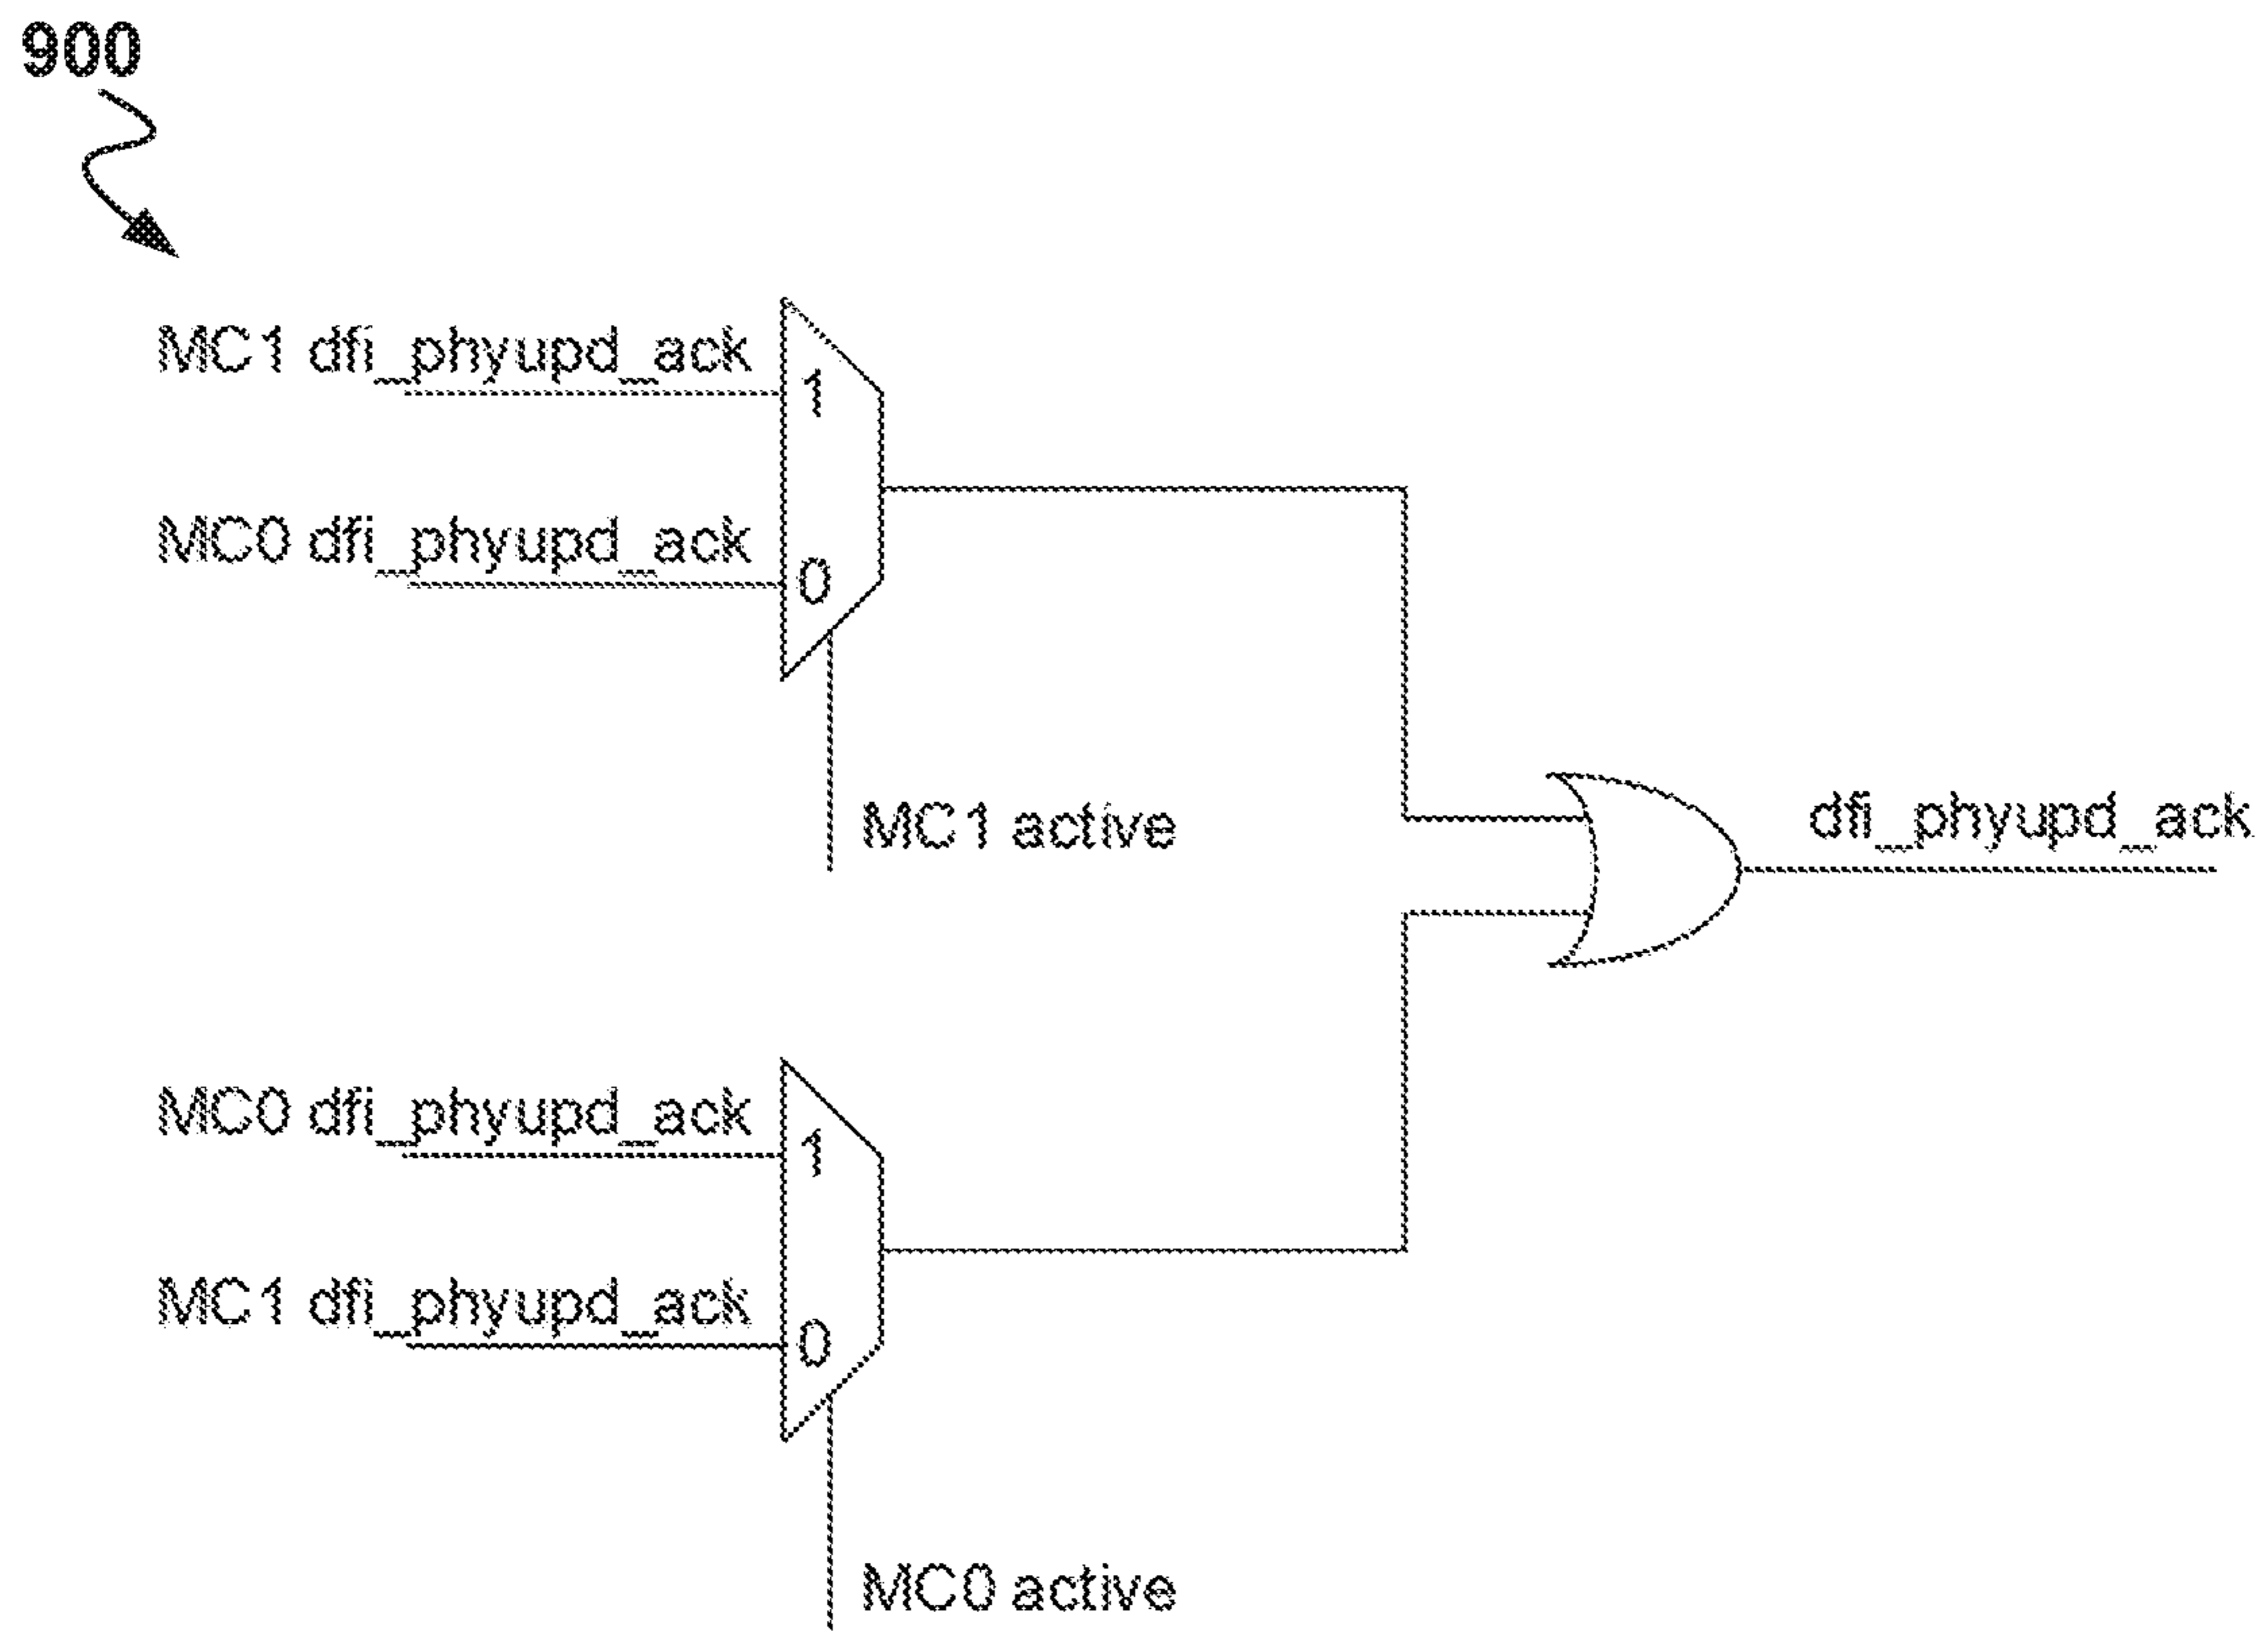 900
MC1 dfi_phyupd_ack
1
MC0 dfi_phyupd_ack
0
MC1 active
dfi_phyupd_ack
MC0 dfi_phyupd_ack
1
MC1 dfi_phyupd_ack
0
MC0 active